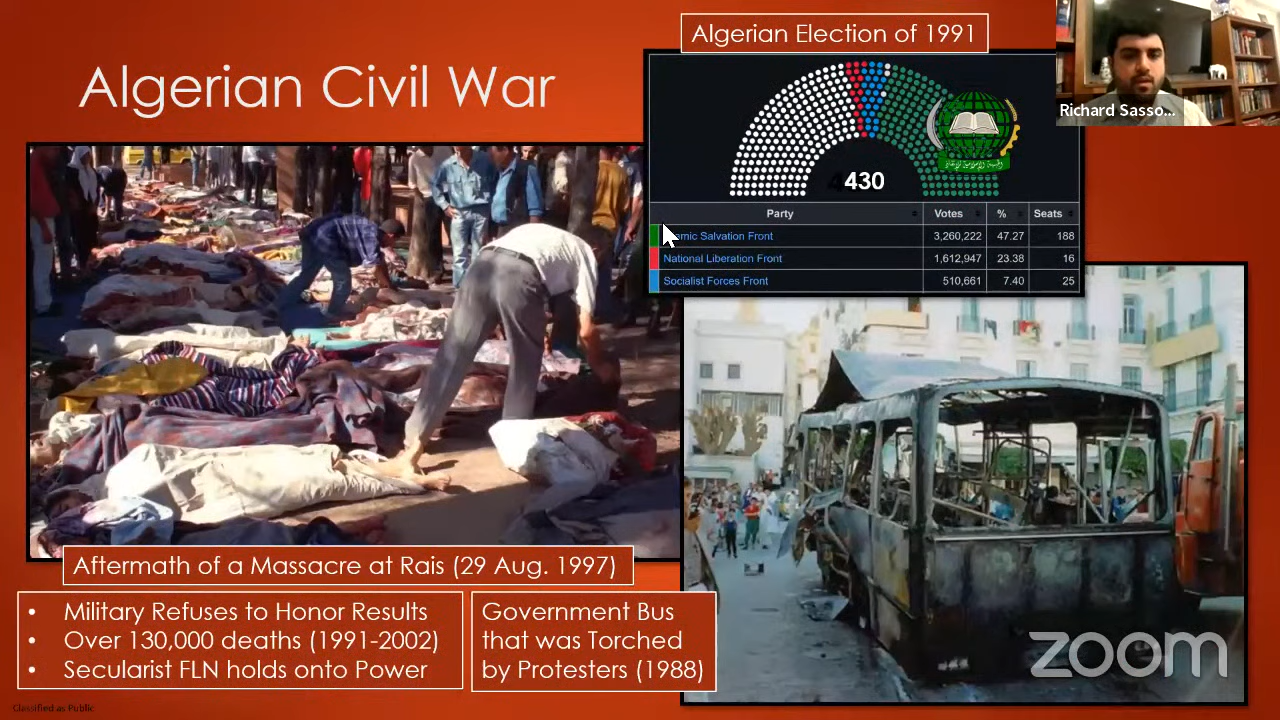 Algerian Civil War
Algerian Election of 1991
Richard Sasso...
430
Party Votes % Seats
mic Salvation Front 3,260,222 47.27 188
National Liberation Front 1,612,947 23.38 16
Socialist Forces Front 510,661 7.40 25
Aftermath of a Massacre at Rais (29 Aug. 1997)
• Military Refuses to Honor Results
• Over 130,000 deaths (1991-2002)
• Secularist FLN holds onto Power
Government Bus
that was Torched
by Protesters (1988)
zoom
Classified as Public